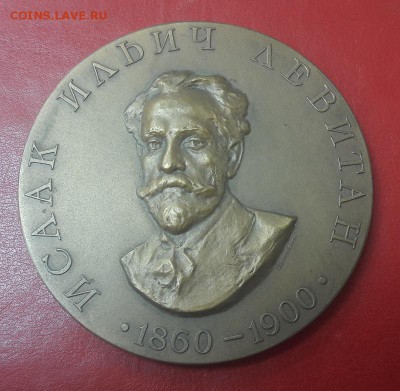 COINS.LAVE.RU
ИСААК ИЛЬИЧ ЛЕВИТАН
·1860–1900·